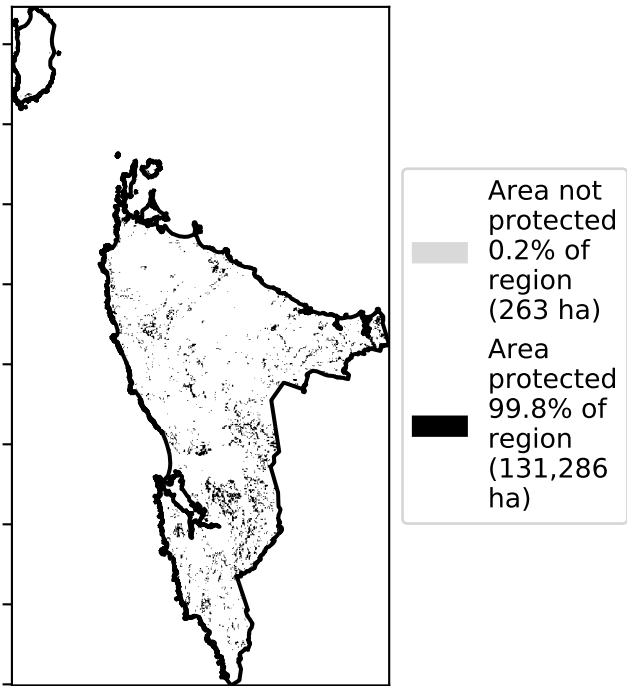 Area not
protected
0.2% of
region
(263 ha)
Area
protected
99.8% of
region
(131,286
ha)